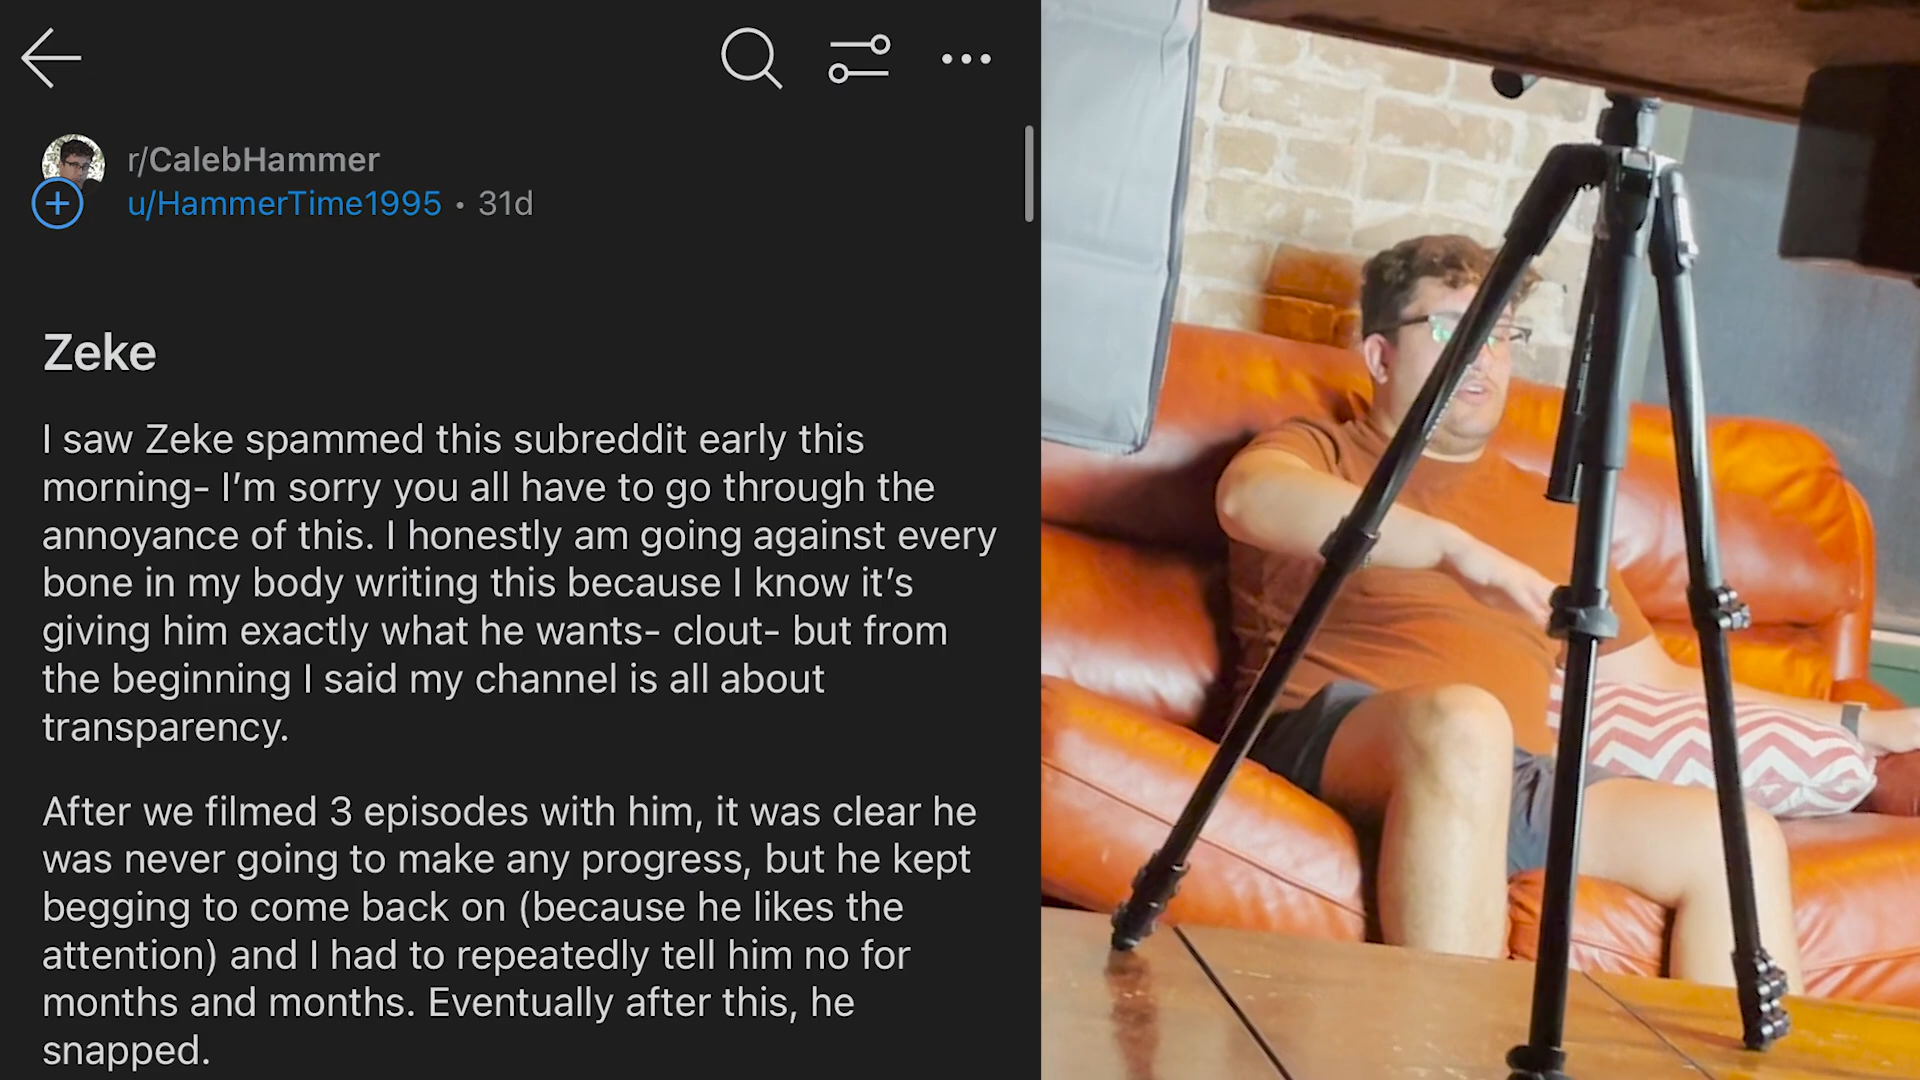 r/CalebHammer
u/HammerTime1995 • 31d
Zeke
I saw Zeke spammed this subreddit early this
morning- I’m sorry you all have to go through the
annoyance of this. I honestly am going against every
bone in my body writing this because I know it’s
giving him exactly what he wants- clout- but from
the beginning I said my channel is all about
transparency.
After we filmed 3 episodes with him, it was clear he
was never going to make any progress, but he kept
begging to come back on (because he likes the
attention) and I had to repeatedly tell him no for
months and months. Eventually after this, he
snapped.